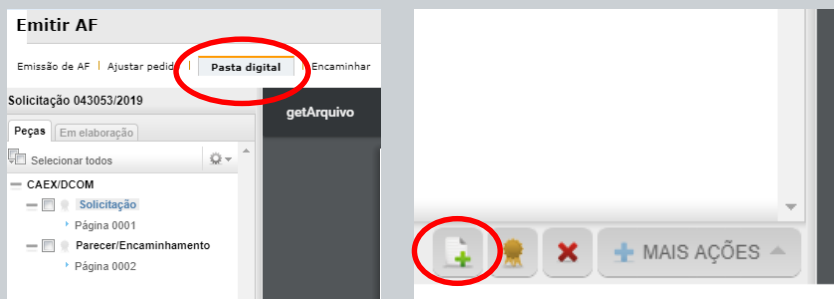 Emitir AF
Emissão de AF | Ajustar pedid | Pasta digital | Encaminhar
Solicitação 043053/2019
getArquivo
Peças Em elaboração
Selecionar todos
CAEX/DCOM
Solicitação
Página 0001
Parecer/Encaminhamento
Página 0002
MAIS AÇÕES